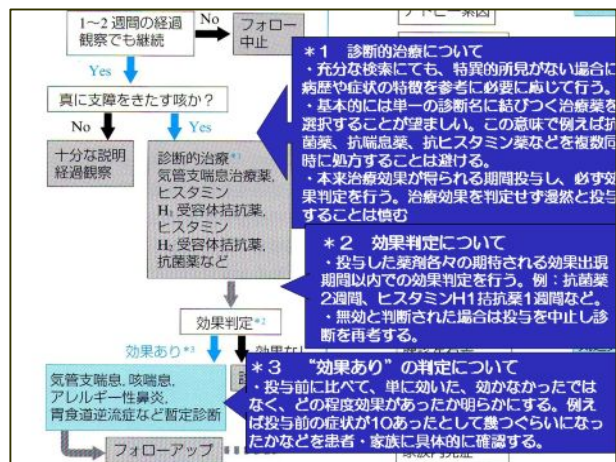 1～2週間の経過
観察でも継続
No
フォロー
中止
Yes
真に支障をきたす咳か？
No
Yes
十分な説明
経過観察
診断的治療*1
気管支喘息治療薬,
ヒスタミン
H1 受容体拮抗薬,
ヒスタミン
H2 受容体拮抗薬,
抗菌薬など
効果判定*2
効果あり*3
効果な
気管支喘息, 咳喘息,
アレルギー性鼻炎,
胃食道逆流症など暫定診断
フォローアップ
アトピー素因
＊１ 診断的治療について
・充分な検索にても、特異的所見がない場合に
病歴や症状の特徴を参考に必要に応じて行う。
・基本的には単一の診断名に結びつく治療薬を
選択することが望ましい。この意味で例えば抗
菌薬、抗喘息薬、抗ヒスタミン薬などを複数同
時に処方することは避ける。
・本来治療効果が得られる期間投与し、必ず効
果判定を行う。治療効果を判定せず漫然と投与
することは慎む
＊２ 効果判定について
・投与した薬剤各々の期待される効果出現
期間以内での効果判定を行う。例：抗菌薬
2週間、ヒスタミンH1拮抗薬1週間など。
・無効と判断された場合は投与を中止し診
断を再考する。
＊３ “効果あり”の判定について
・投与前に比べて、単に効いた、効かなかったでは
なく、どの程度効果があったか明らかにする。例え
ば投与前の症状が10あったとして幾つぐらいになっ
たかなどを患者・家族に具体的に確認する。